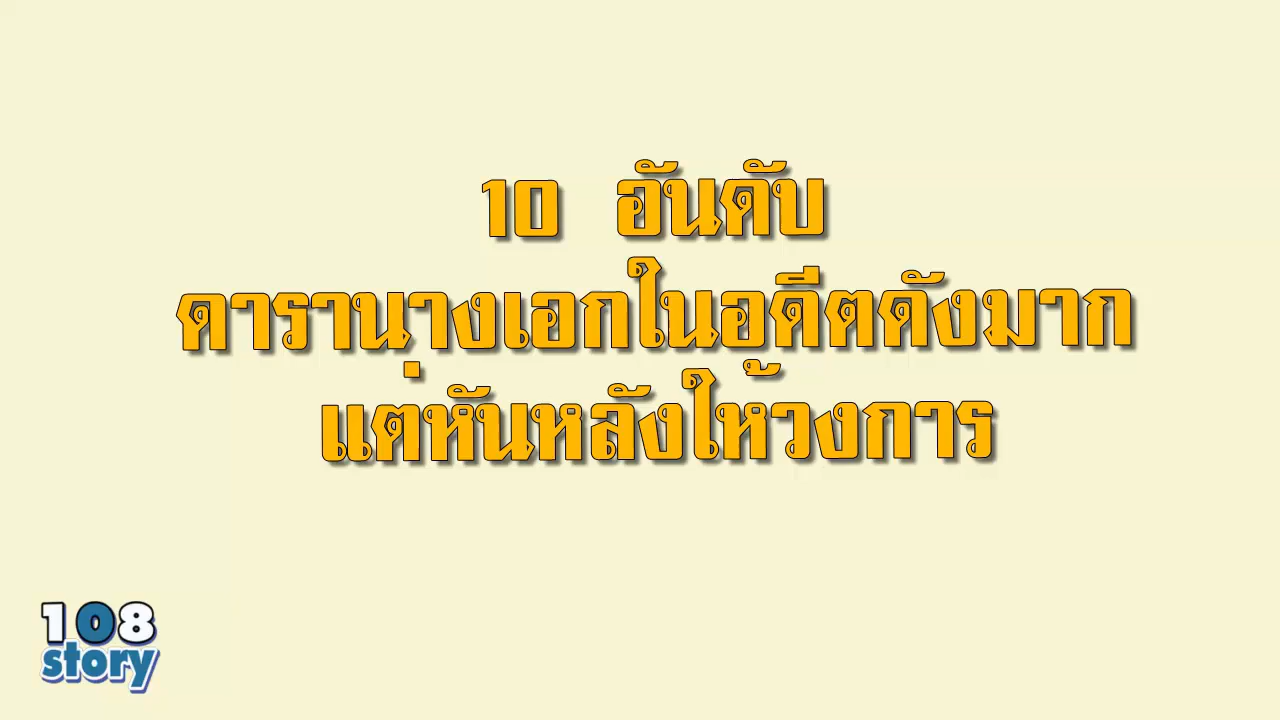 10 อันดับ
ดารานางเอกในอดีตดังมาก
แต่หันหลังให้วงการ
108
story